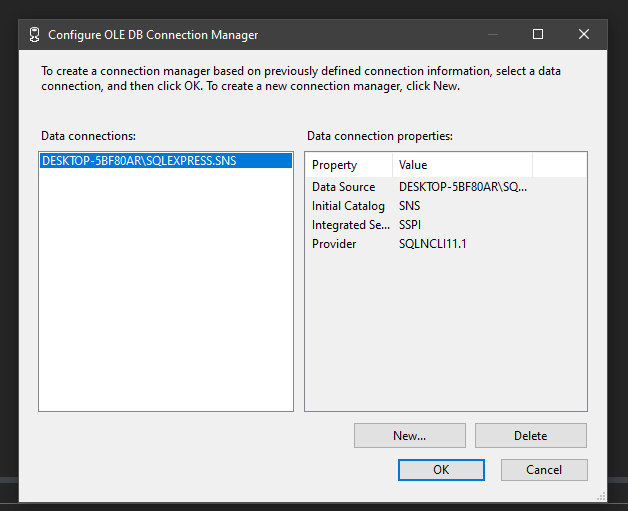 Configure OLE DB Connection Manager
To create a connection manager based on previously defined connection information, select a data
connection, and then click OK. To create a new connection manager, click New.
Data connections:
DESKTOP-5BF80AR\SQLEXPRESS.SNS
Data connection properties:
Property Value
Data Source DESKTOP-5BF80AR\SQ...
Initial Catalog SNS
Integrated Se... SSPI
Provider SQLNCLI11.1
New... Delete
OK Cancel